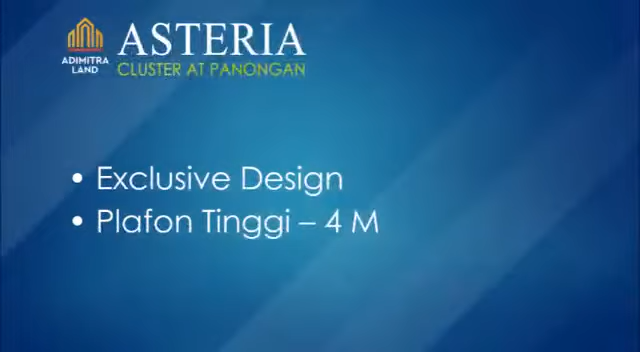 ADIMITRA
LAND
ASTERIA
CLUSTER AT PANONGAN
• Exclusive Design
• Plafon Tinggi – 4 M